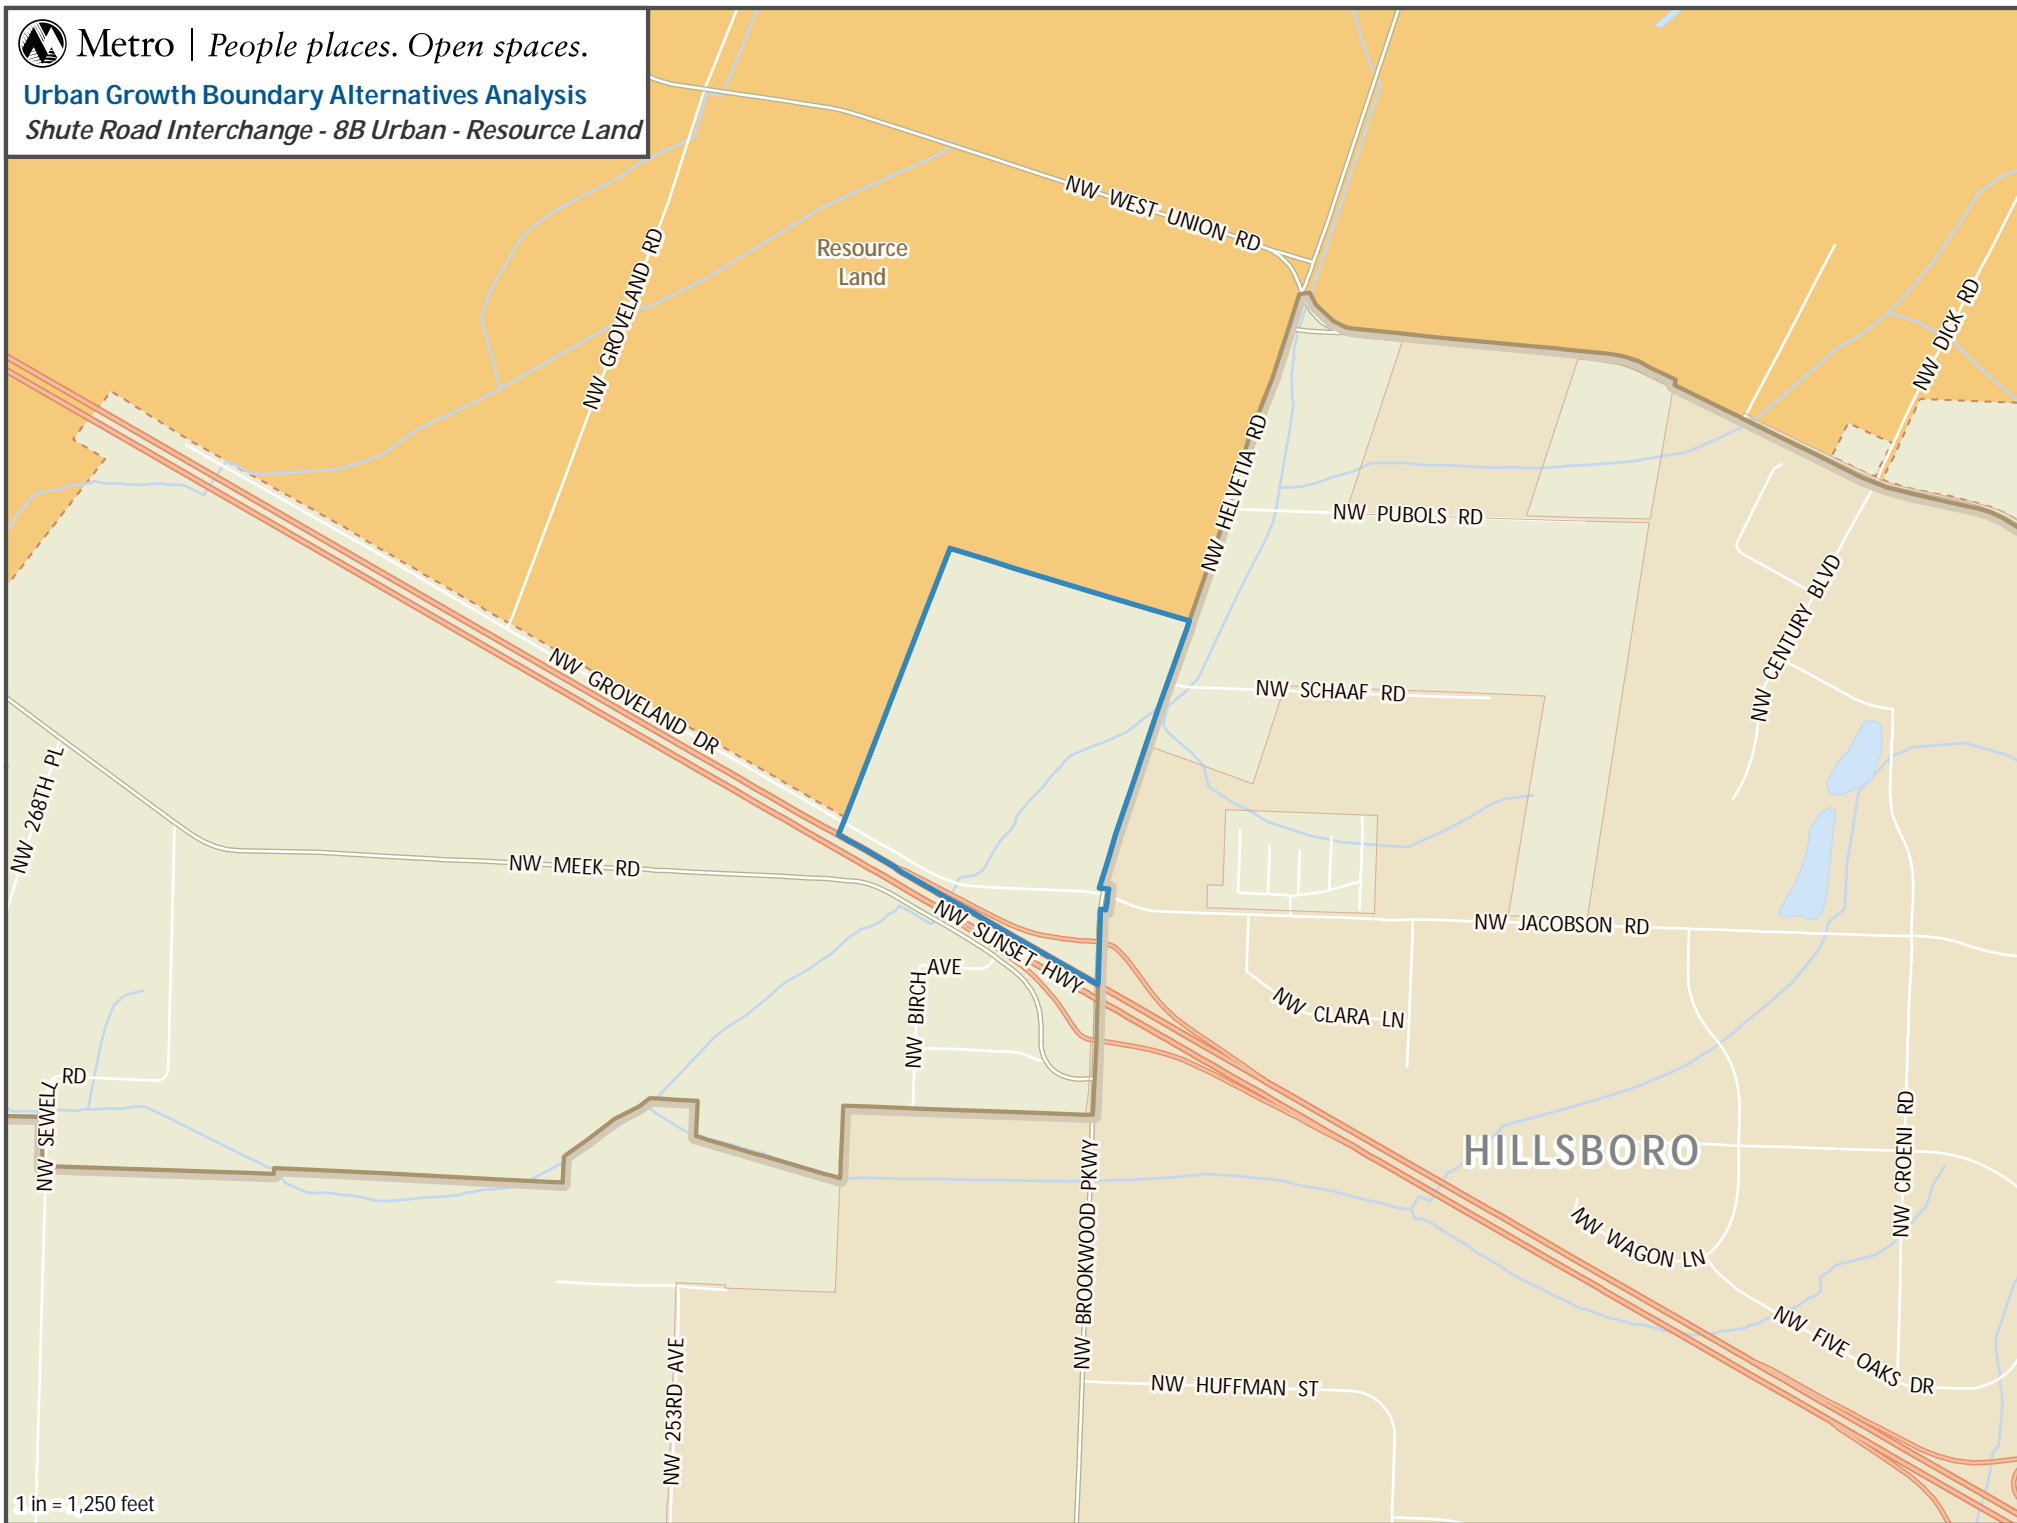 Metro | People places. Open spaces.
Urban Growth Boundary Alternatives Analysis
Shute Road Interchange - 8B Urban - Resource Land
NW WEST UNION RD
Resource
Land
NW GROVELAND RD
NW DICK RD
NW HELVETIA RD
NW PUBOLS RD
NW CENTURY BLVD
NW GROVELAND DR
NW SCHAAF RD
NW 268TH PL
NW MEEK RD
NW SUNSET HWY
NW JACOBSON RD
NW BIRCH AVE
NW CLARA LN
NW SEWELL RD
HILLSBORO
NW CROENI RD
NW BROOKWOOD PKWY
NW WAGON LN
NW FIVE OAKS DR
NW 253RD AVE
NW HUFFMAN ST
1 in = 1,250 feet